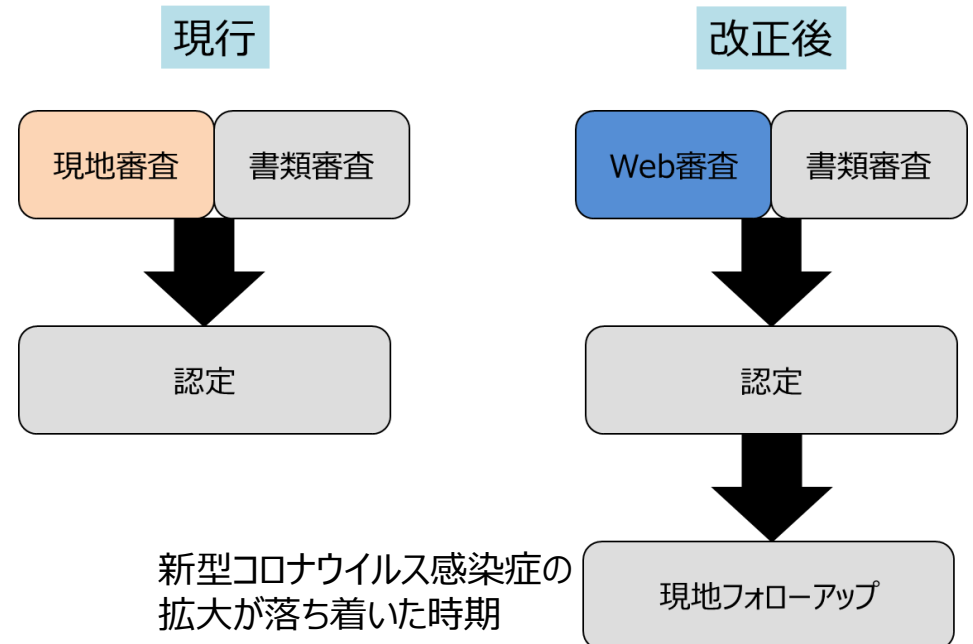 現行
改正後
現地審査
書類審査
Web審査
書類審査
認定
認定
新型コロナウイルス感染症の
拡大が落ち着いた時期
現地フォローアップ